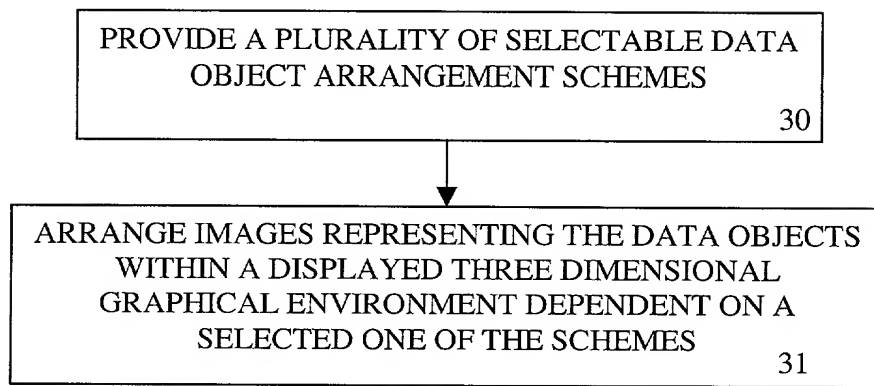 PROVIDE A PLURALITY OF SELECTABLE DATA
OBJECT ARRANGEMENT SCHEMES
30
ARRANGE IMAGES REPRESENTING THE DATA OBJECTS
WITHIN A DISPLAYED THREE DIMENSIONAL
GRAPHICAL ENVIRONMENT DEPENDENT ON A
SELECTED ONE OF THE SCHEMES
31